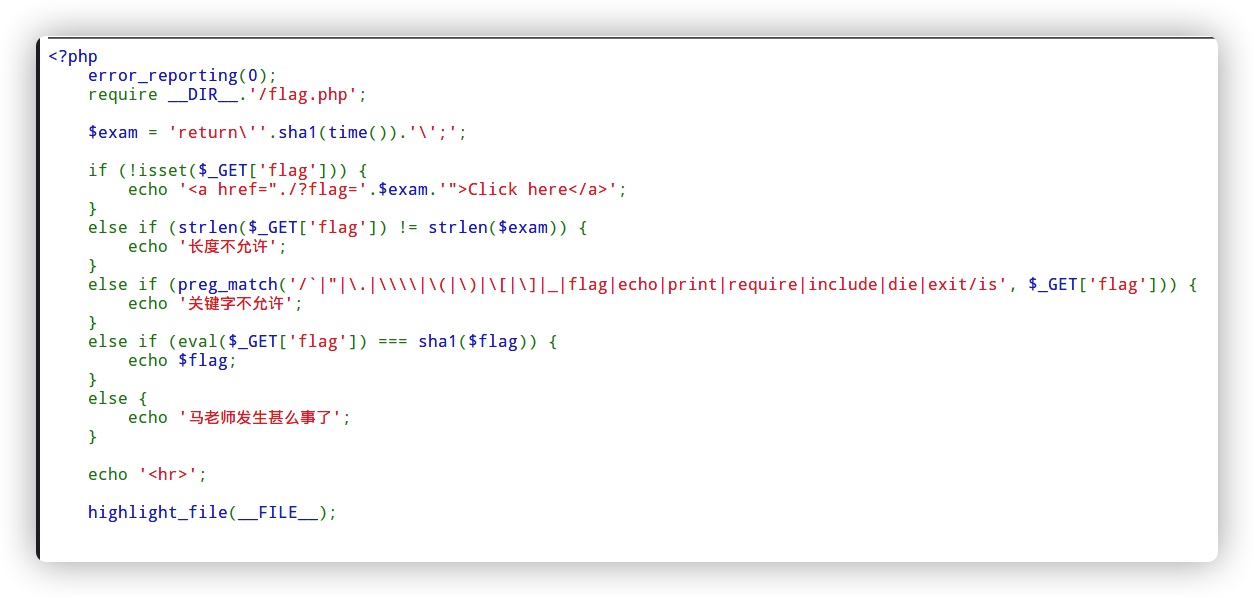 <?php
    error_reporting(0);
    require __DIR__.'/flag.php';

    $exam = 'return\''.sha1(time()).'\';';

    if (!isset($_GET['flag'])) {
        echo '<a href="./?flag='.$exam.'">Click here</a>';
    }
    else if (strlen($_GET['flag']) != strlen($exam)) {
        echo '长度不允许';
    }
    else if (preg_match('/`|"|\.|\\\\|\(|\)|\[|\]|_|flag|echo|print|require|include|die|exit/is', $_GET['flag'])) {
        echo '关键字不允许';
    }
    else if (eval($_GET['flag']) === sha1($flag)) {
        echo $flag;
    }
    else {
        echo '马老师发生甚么事了';
    }

    echo '<hr>';

    highlight_file(__FILE__);